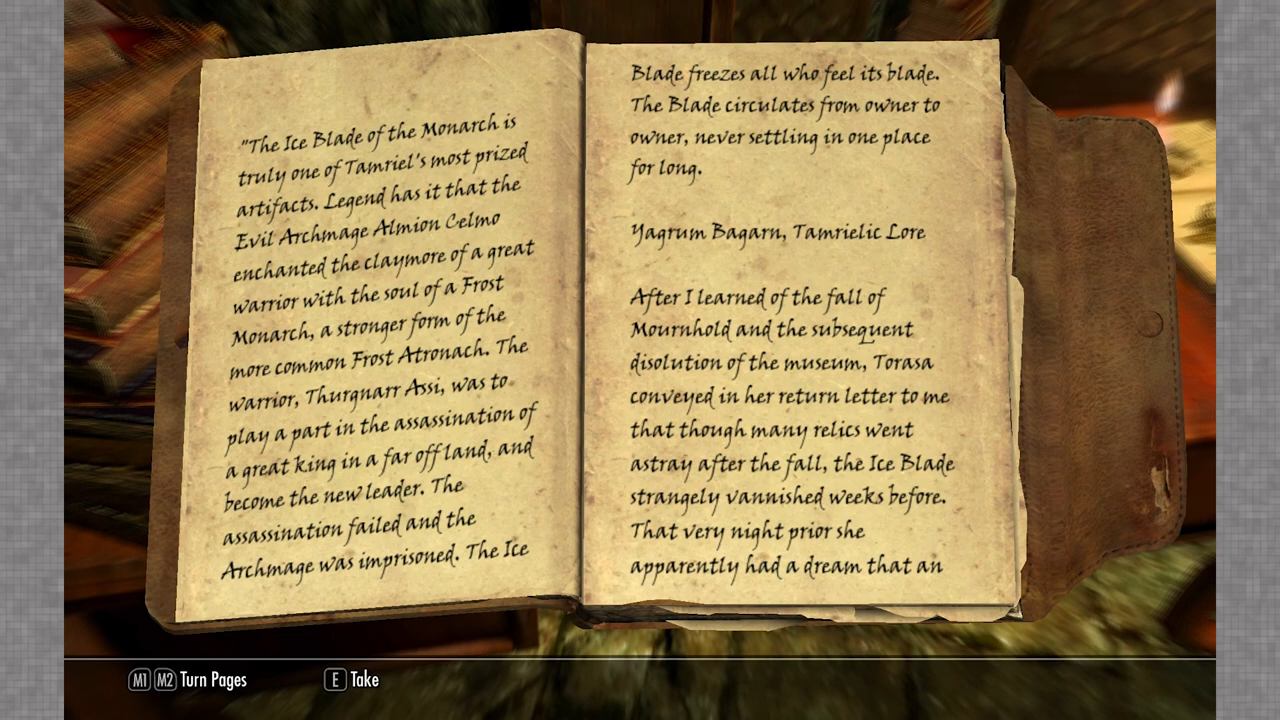 "The Ice Blade of the Monarch is
truly one of Tamriel's most prized
artifacts. Legend has it that the
Evil Archmage Almion Celmo
enchanted the claymore of a great
warrior with the soul of a Frost
Monarch, a stronger form of the
more common Frost Atronach. The
warrior, Thurgnarr Assi, was to
play a part in the assassination of
a great king in a far off land, and
become the new leader. The
assassination failed and the
Archmage was imprisoned. The Ice
Blade freezes all who feel its blade.
The Blade circulates from owner to
owner, never settling in one place
for long.
Yagrum Bagarn, Tamrielic Lore
After I learned of the fall of
Mournhold and the subsequent
disolution of the museum, Torasa
conveyed in her return letter to me
that though many relics went
astray after the fall, the Ice Blade
strangely vannished weeks before.
That very night prior she
apparently had a dream that an
M1 M2 Turn Pages
E Take